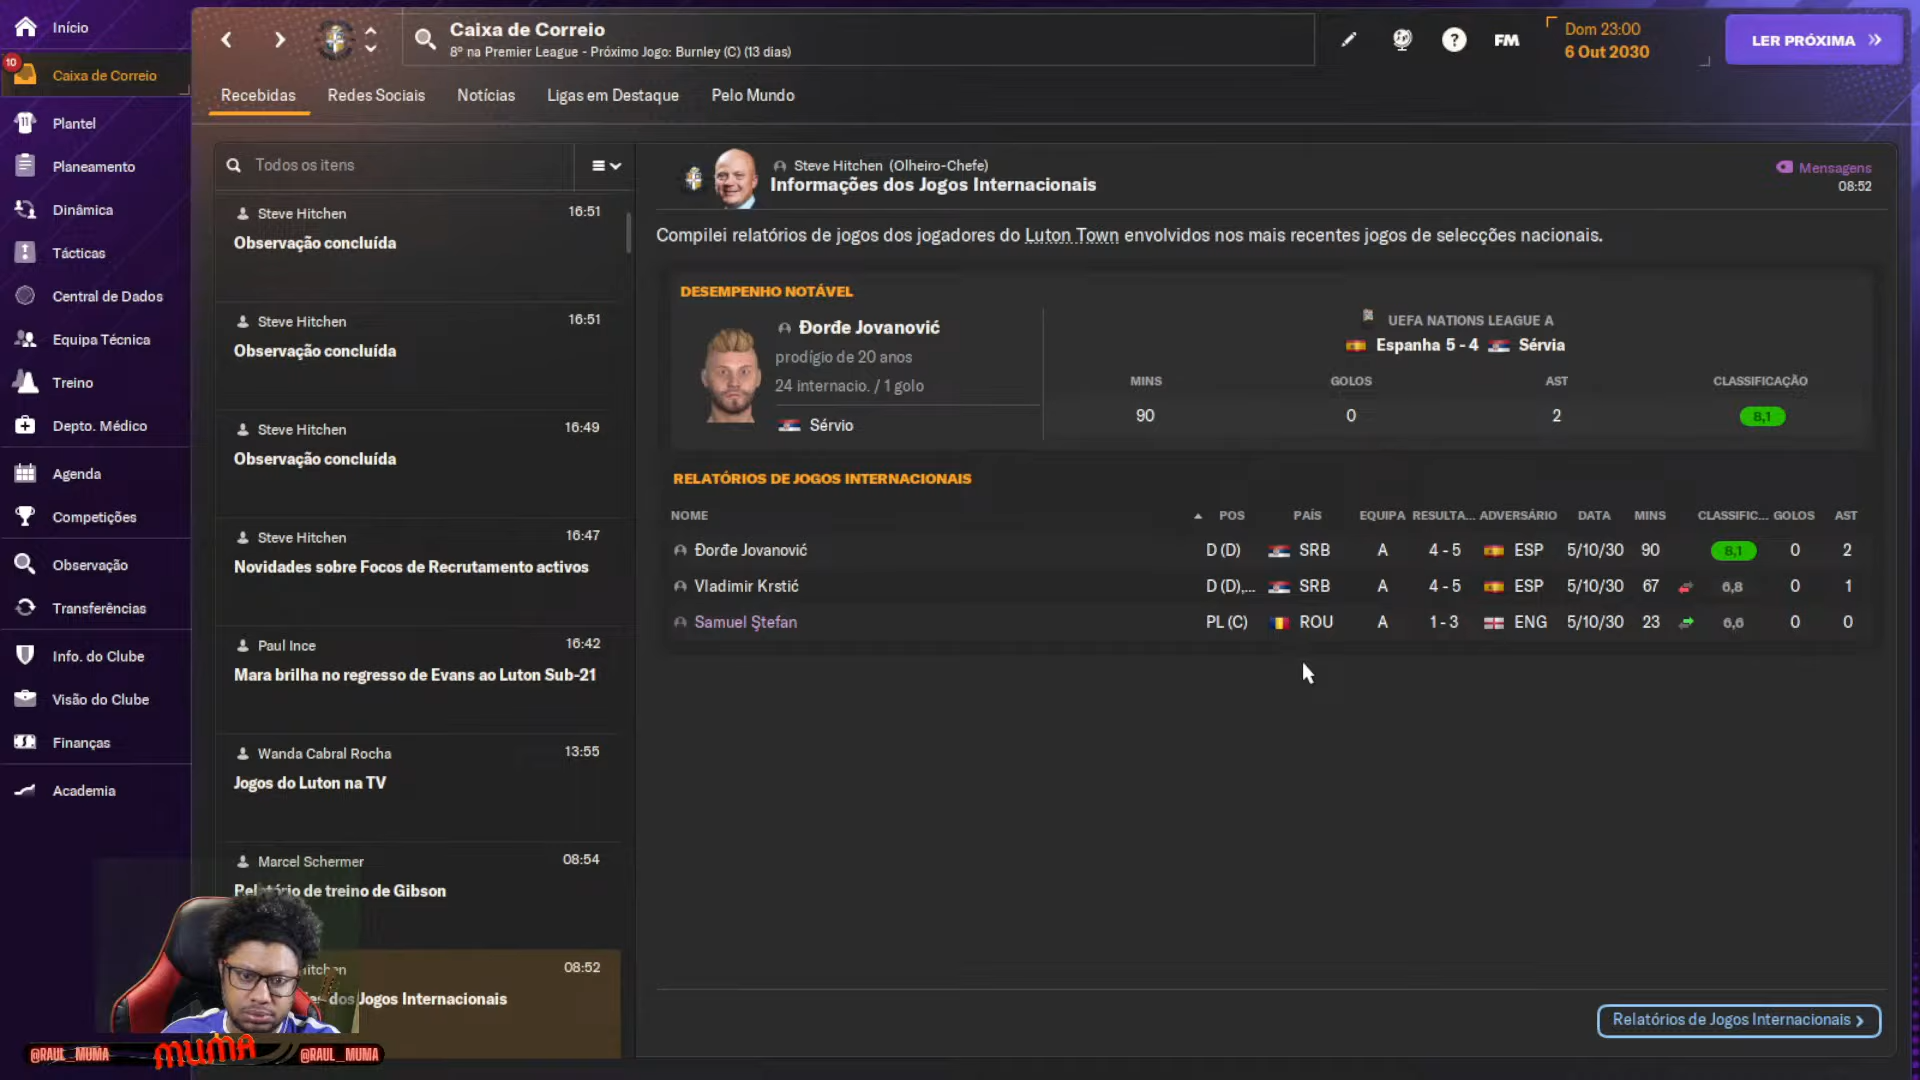 Início
10
Caixa de Correio
Plantel
Planeamento
Dinâmica
Tácticas
Central de Dados
Equipa Técnica
Treino
Depto. Médico
Agenda
Competições
Observação
Transferências
Info. do Clube
Visão do Clube
Finanças
Academia
Caixa de Correio
8º na Premier League - Próximo Jogo: Burnley (C) (13 dias)
?
FM
Dom 23:00
6 Out 2030
LER PRÓXIMA
Recebidas
Redes Sociais
Notícias
Ligas em Destaque
Pelo Mundo
Todos os itens
Steve Hitchen
16:51
Observação concluída
Steve Hitchen
16:51
Observação concluída
Steve Hitchen
16:49
Observação concluída
Steve Hitchen
16:47
Novidades sobre Focos de Recrutamento activos
Paul Ince
16:42
Mara brilha no regresso de Evans ao Luton Sub-21
Wanda Cabral Rocha
13:55
Jogos do Luton na TV
Marcel Schermer
08:54
Relatório de treino de Gibson
itchen
08:52
dos Jogos Internacionais
Steve Hitchen (Olheiro-Chefe)
Informações dos Jogos Internacionais
Mensagens
08:52
Compilei relatórios de jogos dos jogadores do Luton Town envolvidos nos mais recentes jogos de selecções nacionais.
DESEMPENHO NOTÁVEL
Đorđe Jovanović
prodígio de 20 anos
24 internacio. / 1 golo
Sérvio
UEFA NATIONS LEAGUE A
Espanha 5 - 4 Sérvia
MINS GOLOS AST CLASSIFICAÇÃO
90 0 2 8,1
RELATÓRIOS DE JOGOS INTERNACIONAIS
NOME POS PAÍS EQUIPA RESULTA... ADVERSÁRIO DATA MINS CLASSIFIC... GOLOS AST
Đorđe Jovanović D (D) SRB A 4 - 5 ESP 5/10/30 90 8,1 0 2
Vladimir Krstić D (D),... SRB A 4 - 5 ESP 5/10/30 67 6,8 0 1
Samuel Ștefan PL (C) ROU A 1 - 3 ENG 5/10/30 23 6,6 0 0
Relatórios de Jogos Internacionais
@RAUL_MUMA
MUMA
@RAUL_MUMA